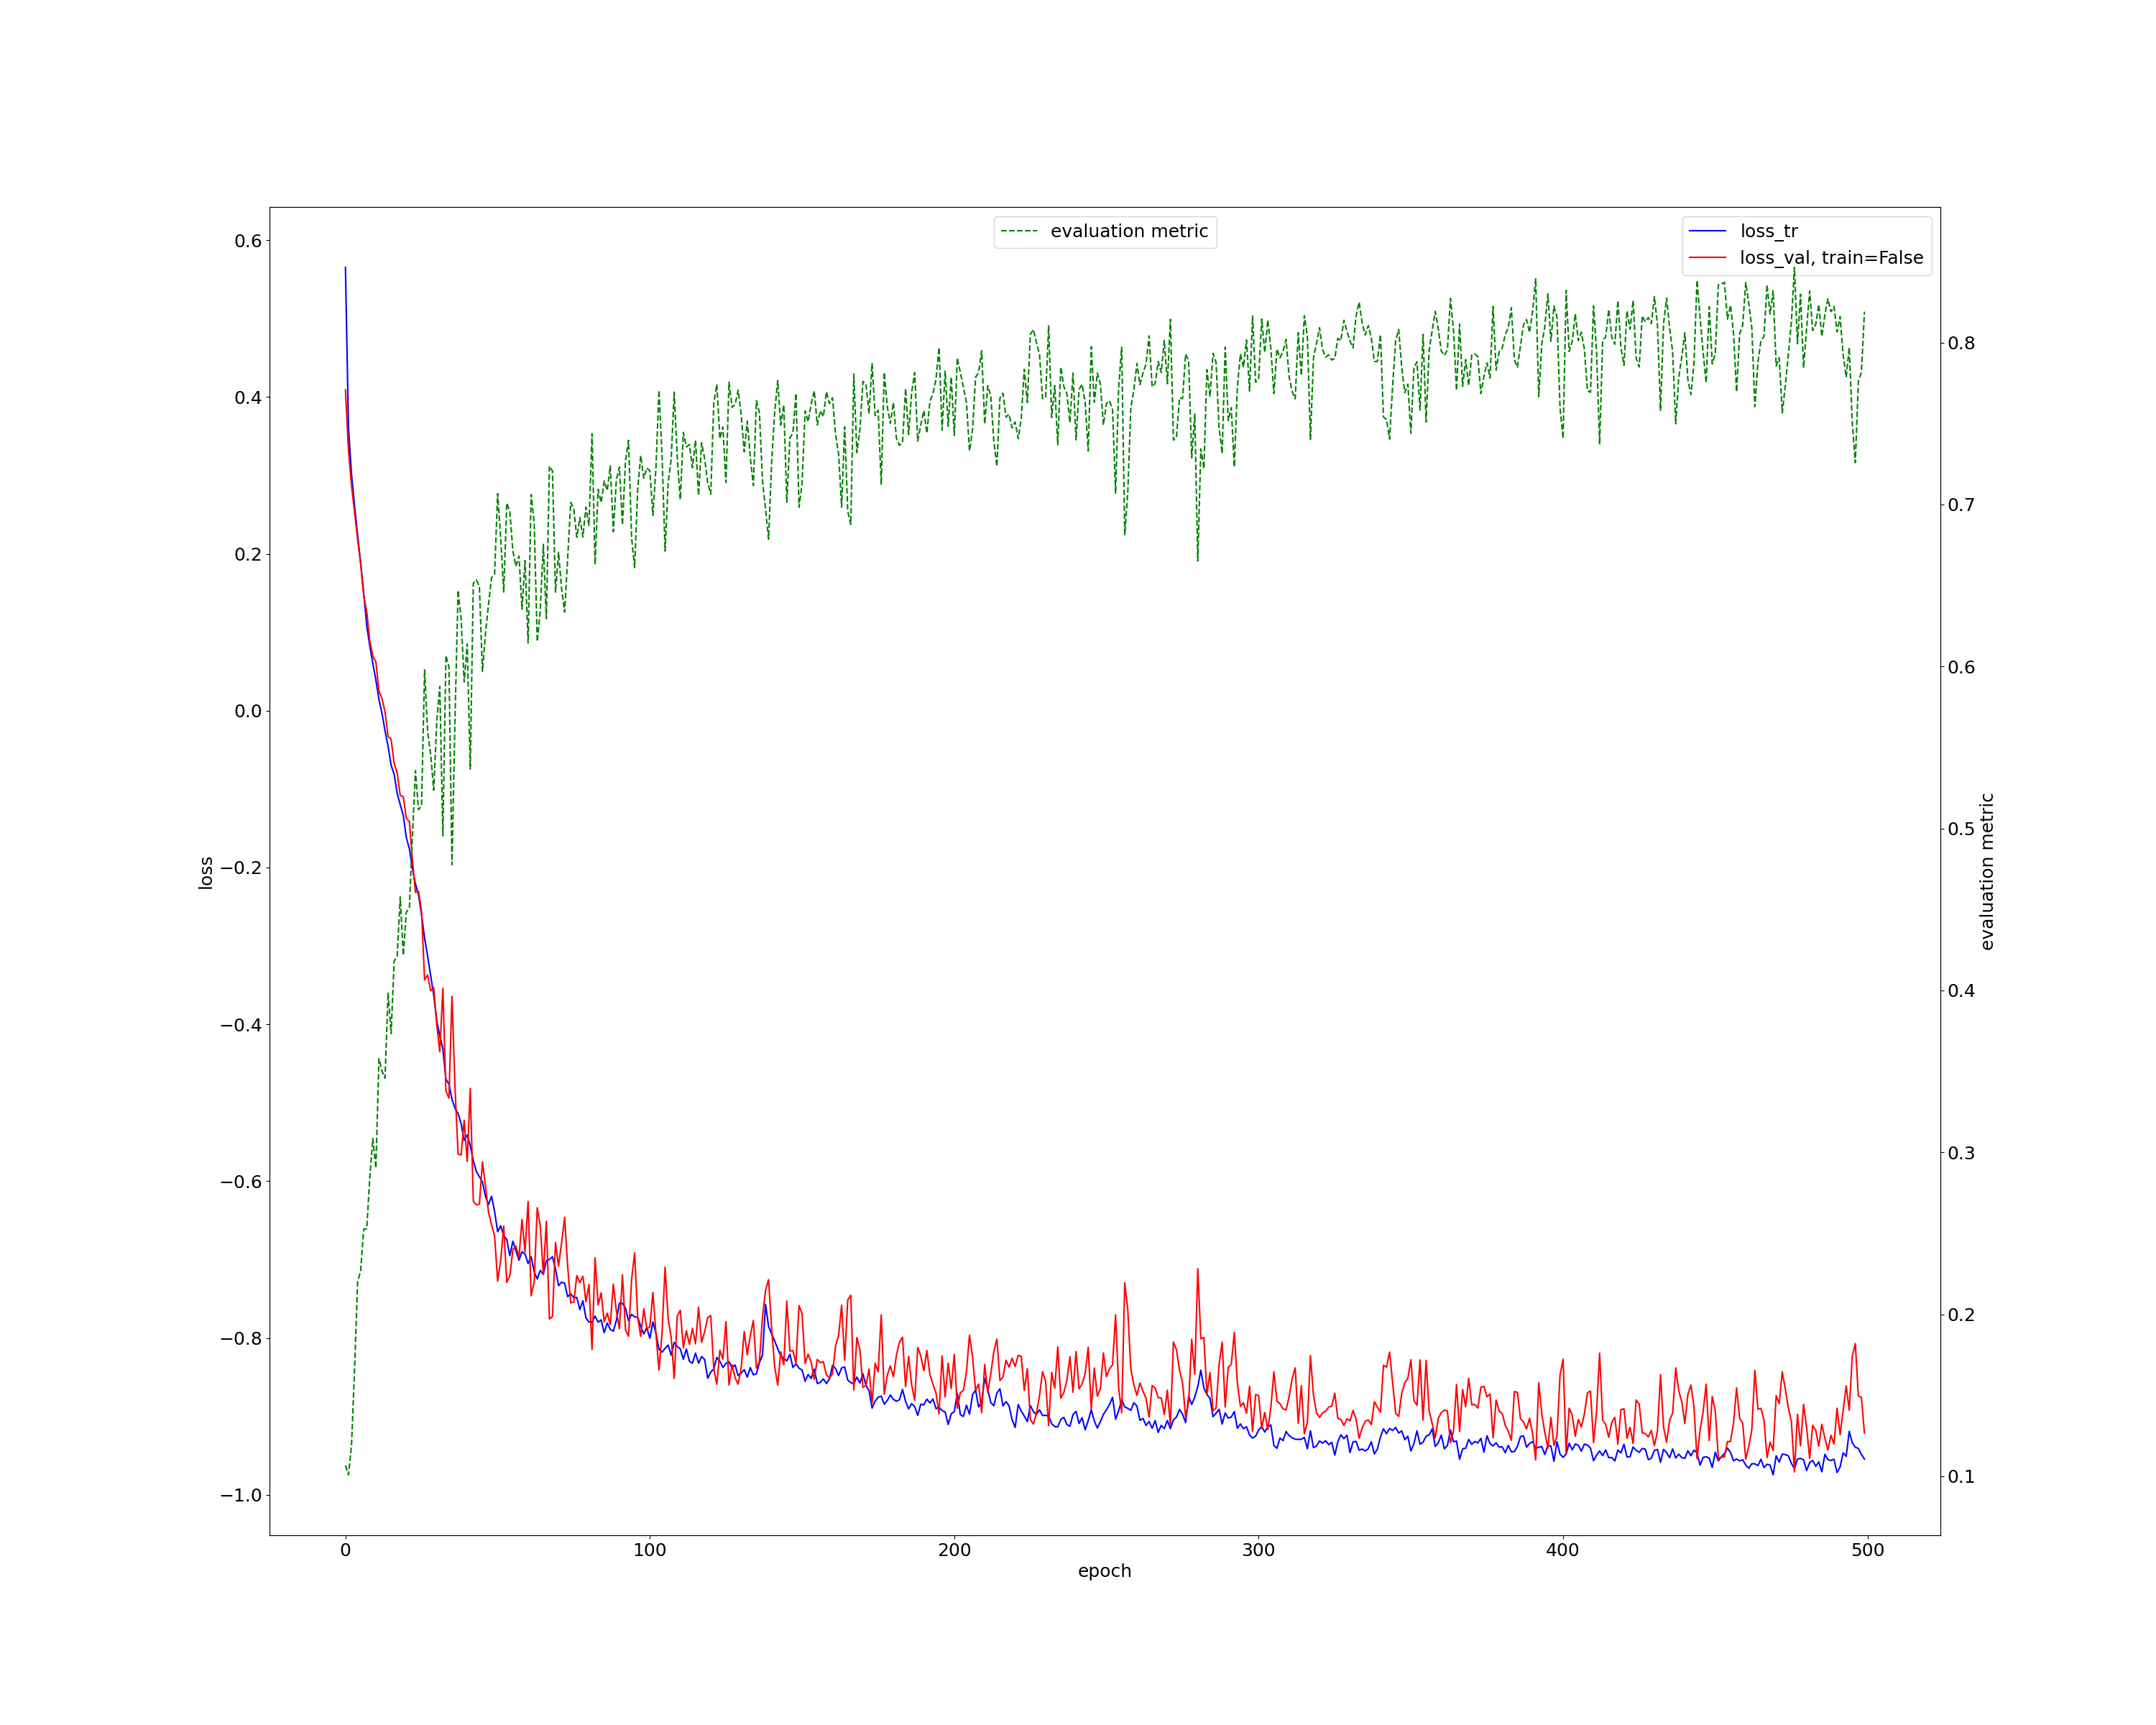 evaluation metric
loss_tr
loss_val, train=False
0.6
0.4
0.2
0.0
−0.2
−0.4
−0.6
−0.8
−1.0
loss
0.8
0.7
0.6
0.5
0.4
0.3
0.2
0.1
evaluation metric
0 100 200 300 400 500
epoch